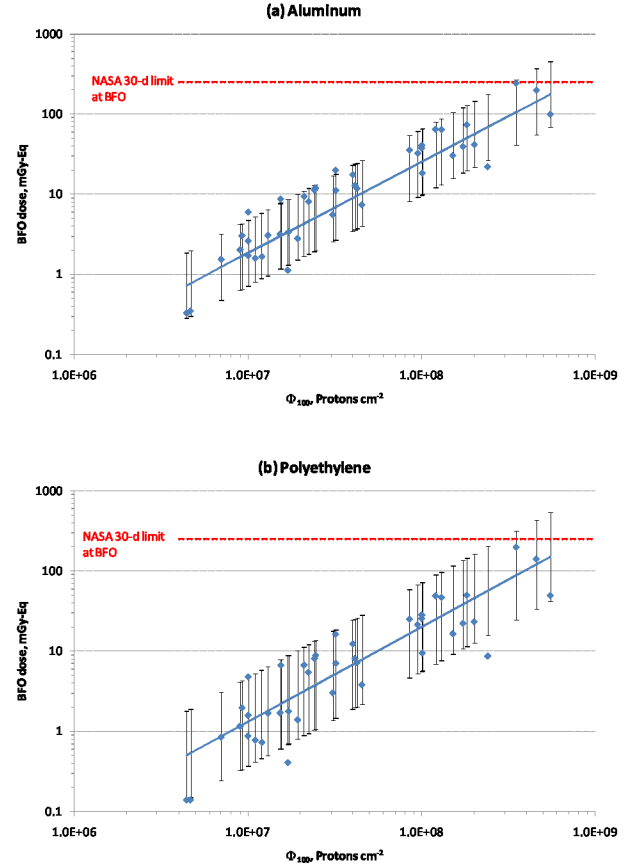 (a) Aluminum
1000
NASA 30-d limit
at BFO
100
10
1
0.1
BFO dose, mGy-Eq
1.0E+06
1.0E+07
1.0E+08
1.0E+09
Φ100, Protons cm-2
(b) Polyethylene
1000
NASA 30-d limit
at BFO
100
10
1
0.1
BFO dose, mGy-Eq
1.0E+06
1.0E+07
1.0E+08
1.0E+09
Φ100, Protons cm-2